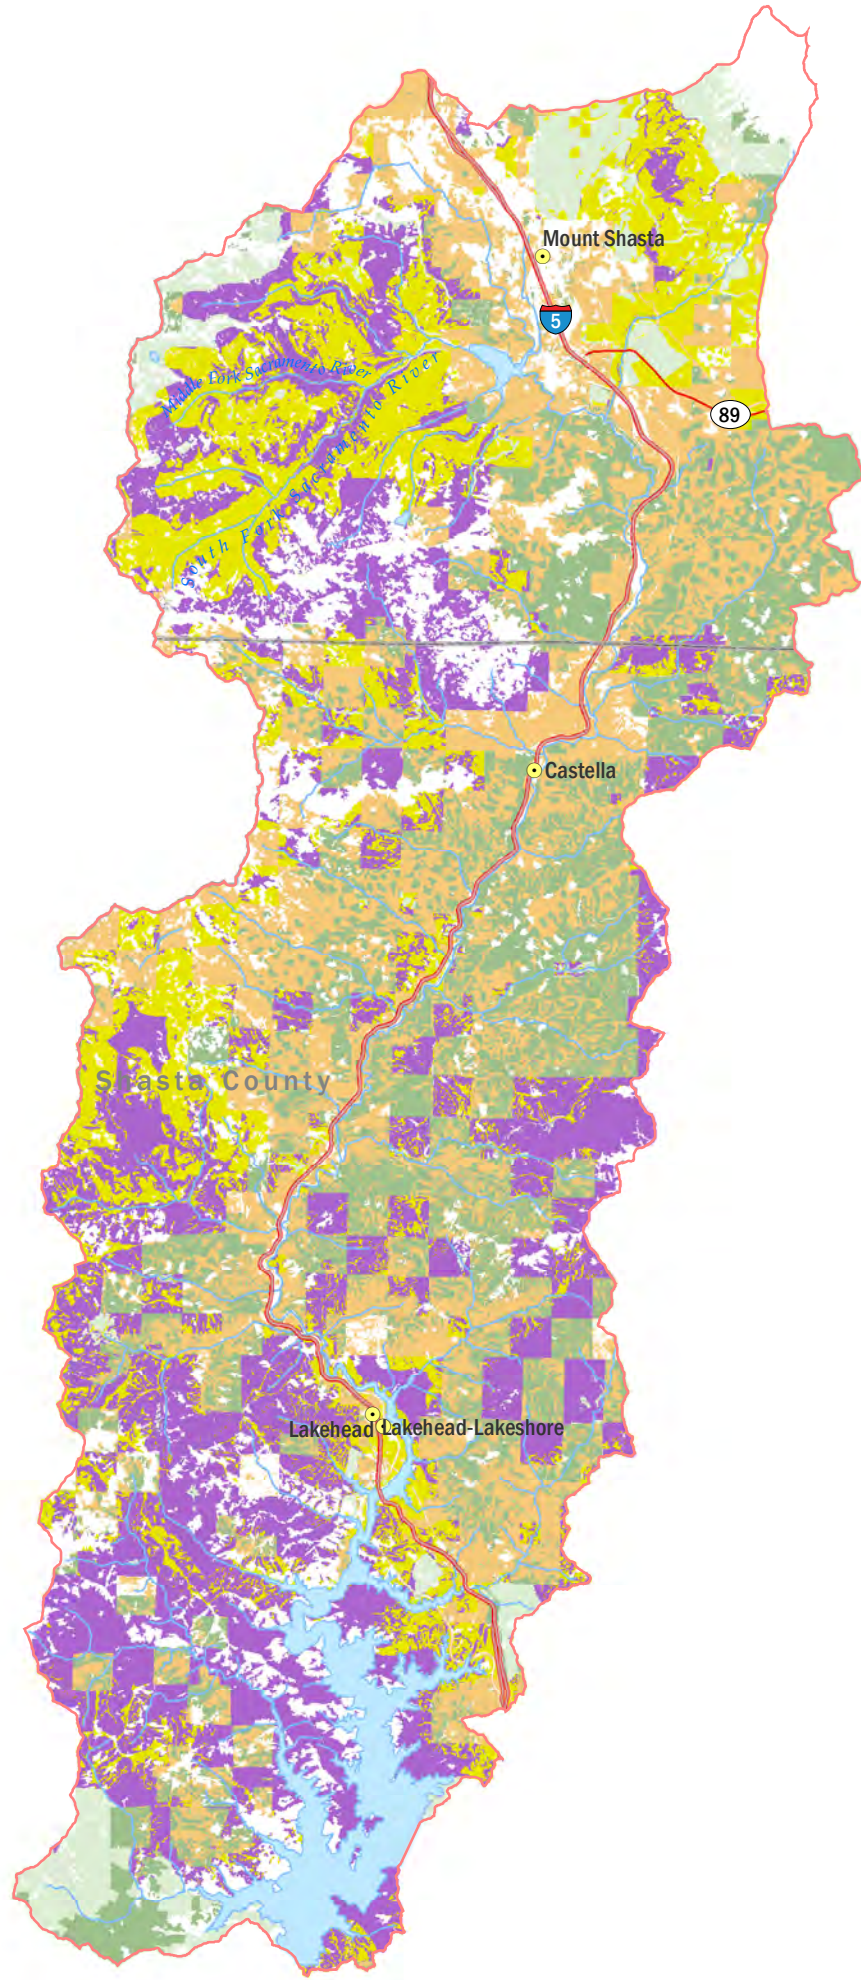 Mount Shasta
5
Middle Fork Sacramento River
89
South Fork Sacramento River
Castella
Shasta County
Lakehead
Lakehead-Lakeshore